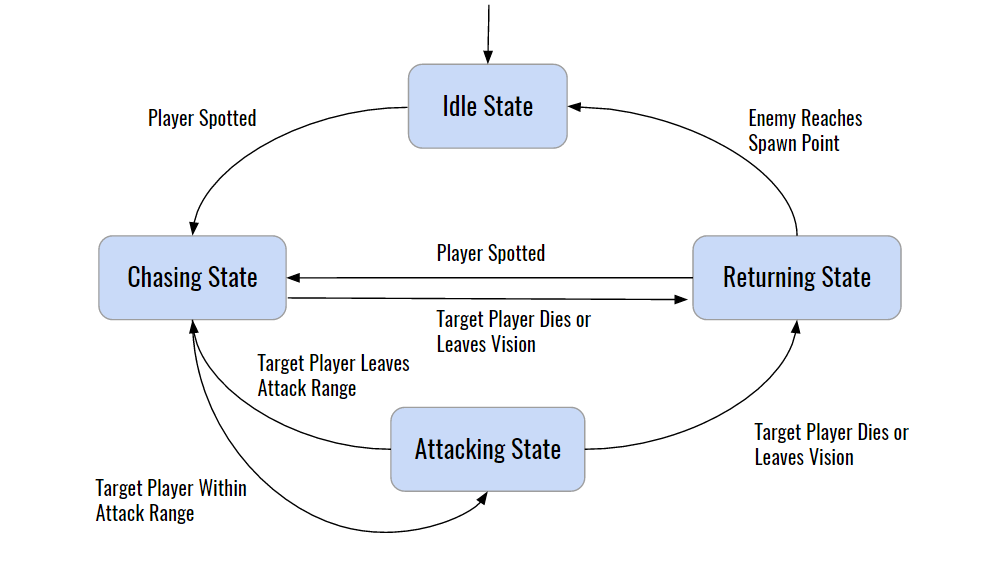 Idle State
Player Spotted
Enemy Reaches
Spawn Point
Chasing State
Player Spotted
Returning State
Target Player Dies or
Leaves Vision
Target Player Leaves
Attack Range
Attacking State
Target Player Dies or
Leaves Vision
Target Player Within
Attack Range